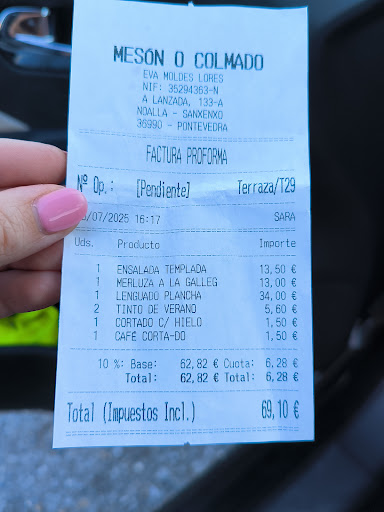 MESÓN O COLMADO
EVA MOLDES LORES
NIF: 35294363-N
A LANZADA, 133-A
NOALLA - SANXENXO
36990 - PONTEVEDRA
FACTURA PROFORMA
Nº Op.: [Pendiente] Terraza/T29
/07/2025 16:17 SARA
Uds. Producto Importe
1 ENSALADA TEMPLADA 13,50 €
1 MERLUZA A LA GALLEG 13,00 €
1 LENGUADO PLANCHA 34,00 €
2 TINTO DE VERANO 5,60 €
1 CORTADO C/ HIELO 1,50 €
1 CAFÉ CORTA-DO 1,50 €
10 %: Base: 62,82 € Cuota: 6,28 €
Total: 62,82 € Total: 6,28 €
Total (Impuestos Incl.) 69,10 €